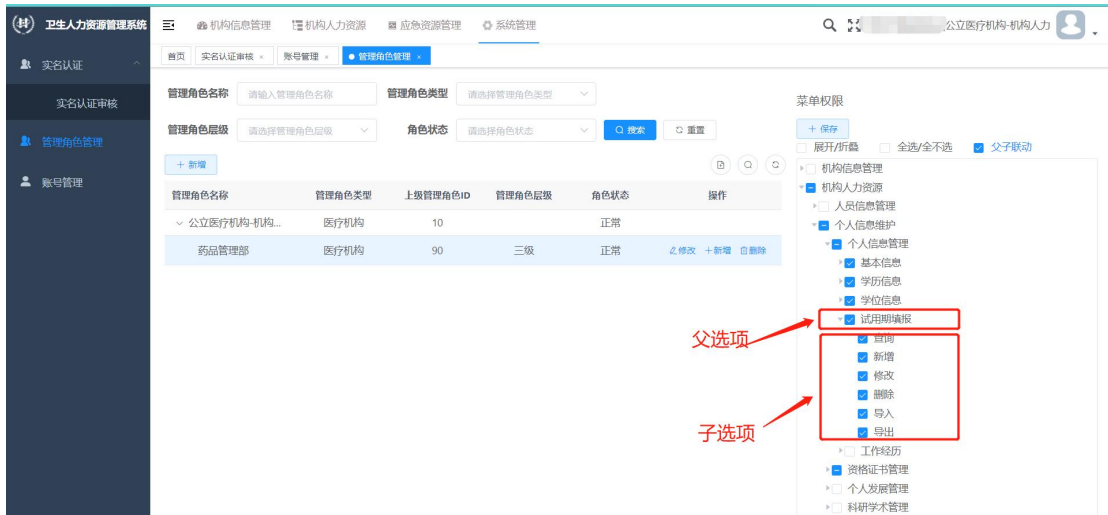 卫生人力资源管理系统
机构信息管理 机构人力资源 应急资源管理 系统管理
公立医疗机构-机构人力
首页 实名认证审核 × 账号管理 × 管理角色管理 ×
实名认证
实名认证审核
管理角色管理
账号管理
管理角色名称 请输入管理角色名称 管理角色类型 请选择管理角色类型
管理角色层级 请选择管理角色层级 角色状态 请选择角色状态 搜索 重置
+ 新增
管理角色名称 管理角色类型 上级管理角色ID 管理角色层级 角色状态 操作
公立医疗机构-机构... 医疗机构 10 正常
药品管理部 医疗机构 90 三级 正常 修改 +新增 删除
菜单权限
+ 保存
展开/折叠 全选/全不选 父子联动
机构信息管理
机构人力资源
人员信息管理
个人信息维护
个人信息管理
基本信息
学历信息
学位信息
试用期填报
查询
新增
修改
删除
导入
导出
工作经历
资格证书管理
个人发展管理
科研学术管理
父选项
子选项